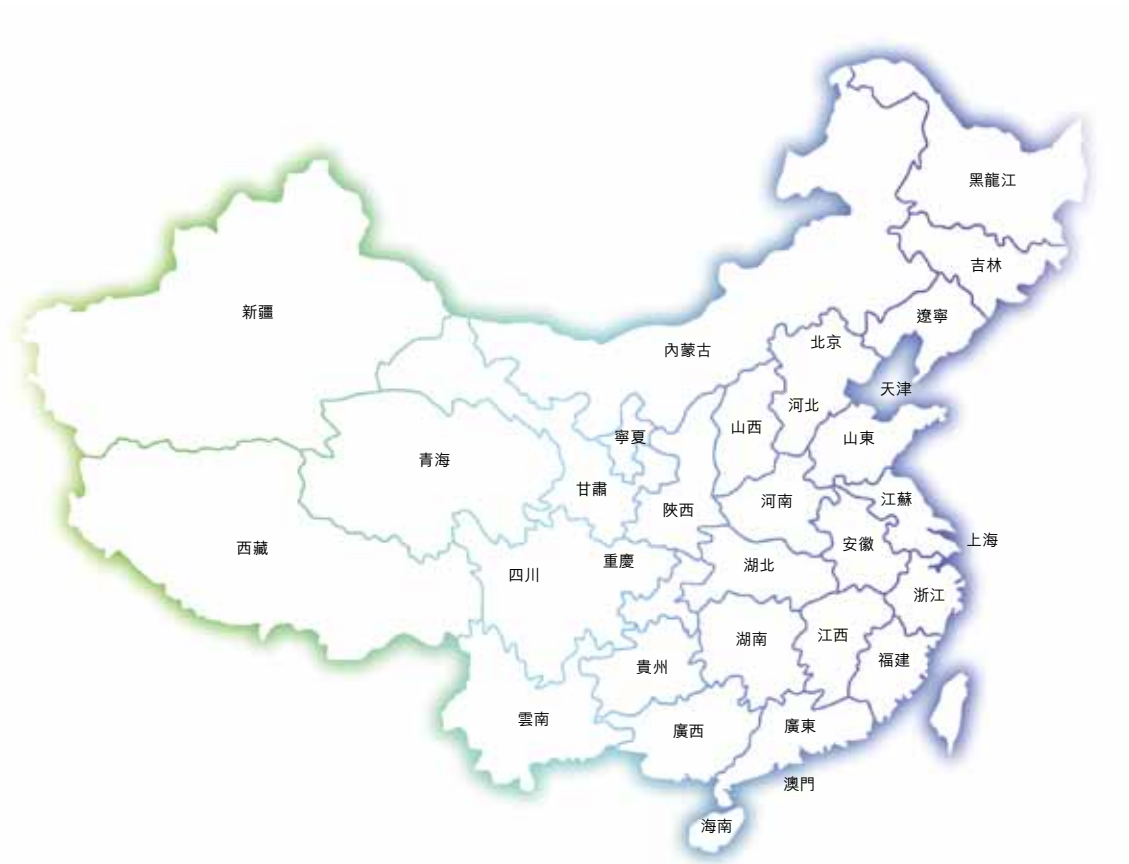 黑龍江
吉林
新疆
遼寧
北京
內蒙古
天津
河北
山西
寧夏
山東
青海
甘肅
江蘇
河南
陝西
上海
安徽
西藏
重慶
湖北
四川
浙江
江西
湖南
福建
貴州
雲南
廣東
廣西
澳門
海南